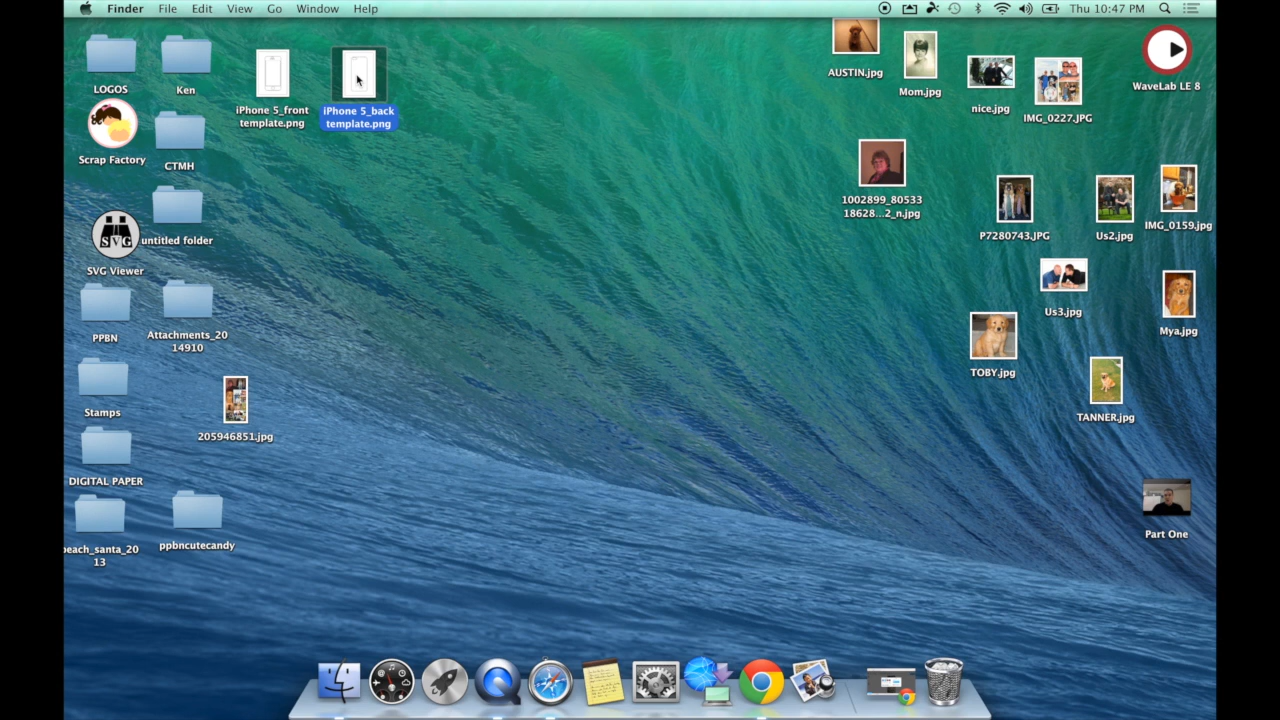 Finder File Edit View Go Window Help Thu 10:47 PM
LOGOS
Ken
iPhone 5_front
template.png
iPhone 5_back
template.png
AUSTIN.jpg
Mom.jpg
nice.jpg
IMG_0227.JPG
WaveLab LE 8
Scrap Factory
CTMH
1002899_80533
18628...2_n.jpg
P7280743.JPG
Us2.jpg
IMG_0159.jpg
SVG
SVG Viewer
untitled folder
PPBN
Attachments_20
14910
Us3.jpg
Mya.jpg
TOBY.jpg
Stamps
205946851.jpg
TANNER.jpg
DIGITAL PAPER
beach_santa_20
13
ppbncutecandy
Part One